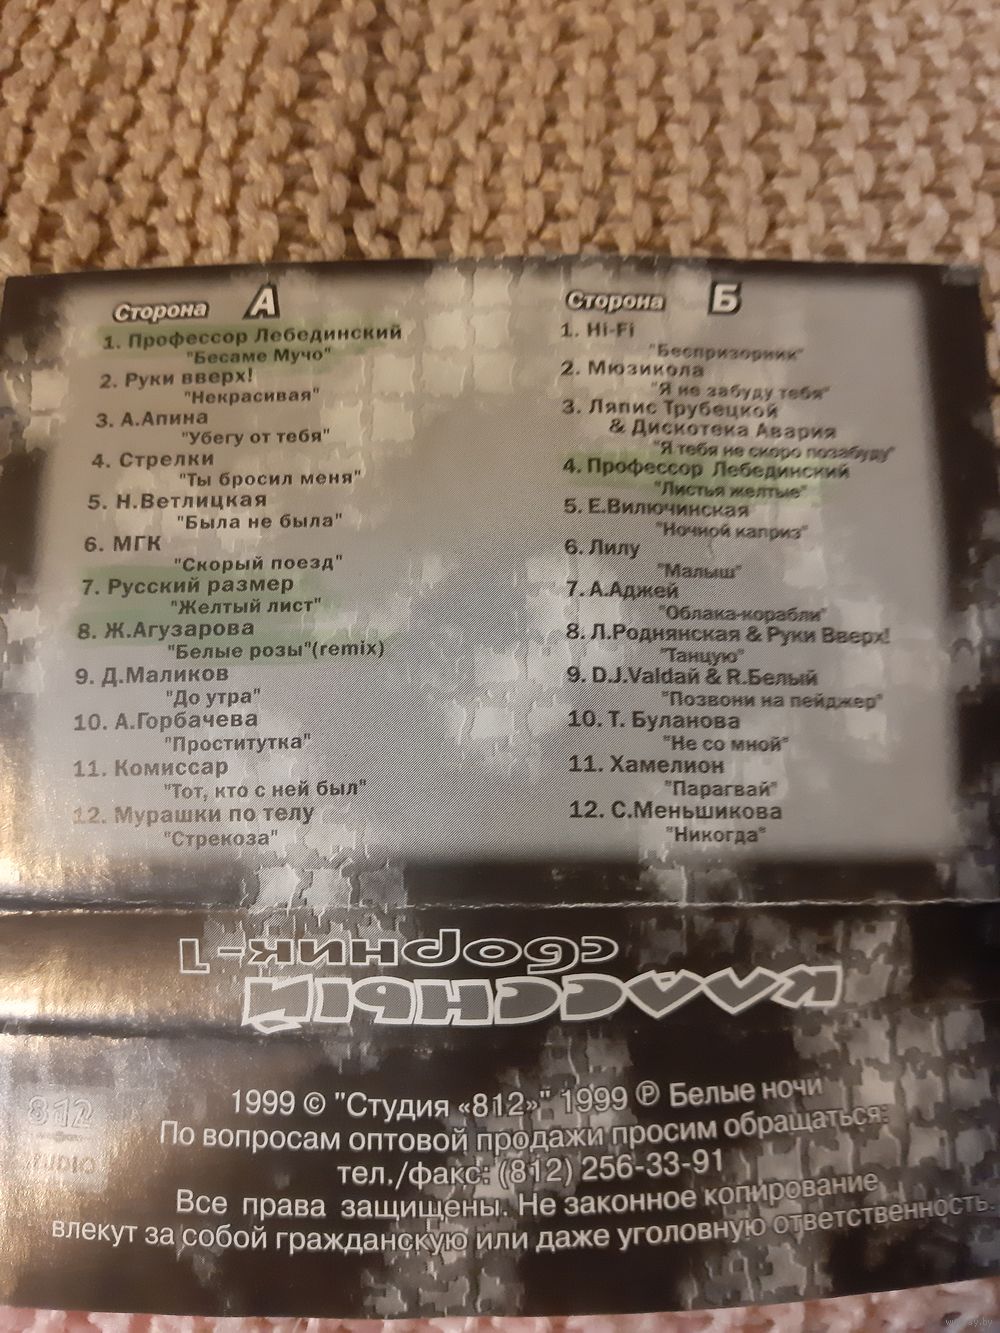 Сторона А
1. Профессор Лебединский
"Бесаме Мучо"
2. Руки вверх!
"Некрасивая"
3. А.Апина
"Убегу от тебя"
4. Стрелки
"Ты бросил меня"
5. Н.Ветлицкая
"Была не была"
6. МГК
"Скорый поезд"
7. Русский размер
"Желтый лист"
8. Ж.Агузарова
"Белые розы"(remix)
9. Д.Маликов
"До утра"
10. А.Горбачева
"Проститутка"
11. Комиссар
"Тот, кто с ней был"
12. Мурашки по телу
"Стрекоза"
Сторона Б
1. Hi-Fi
"Беспризорник"
2. Мюзикола
"Я не забуду тебя"
3. Ляпис Трубецкой
& Дискотека Авария
"Я тебя не скоро позабуду"
4. Профессор Лебединский
"Листья желтые"
5. Е.Вилючинская
"Ночной каприз"
6. Лилу
"Малыш"
7. А.Аджей
"Облака-корабли"
8. Л.Роднянская & Руки Вверх!
"Танцую"
9. D.J.Valdaй & R.Белый
"Позвони на пейджер"
10. Т. Буланова
"Не со мной"
11. Хамелион
"Парагвай"
12. С.Меньшикова
"Никогда"
КЛАССНЫЙ
сборник-1
812
STUDIO
1999 © "Студия «812»" 1999 ℗ Белые ночи
По вопросам оптовой продажи просим обращаться:
тел./факс: (812) 256-33-91
Все права защищены. Не законное копирование
влекут за собой гражданскую или даже уголовную ответственность.